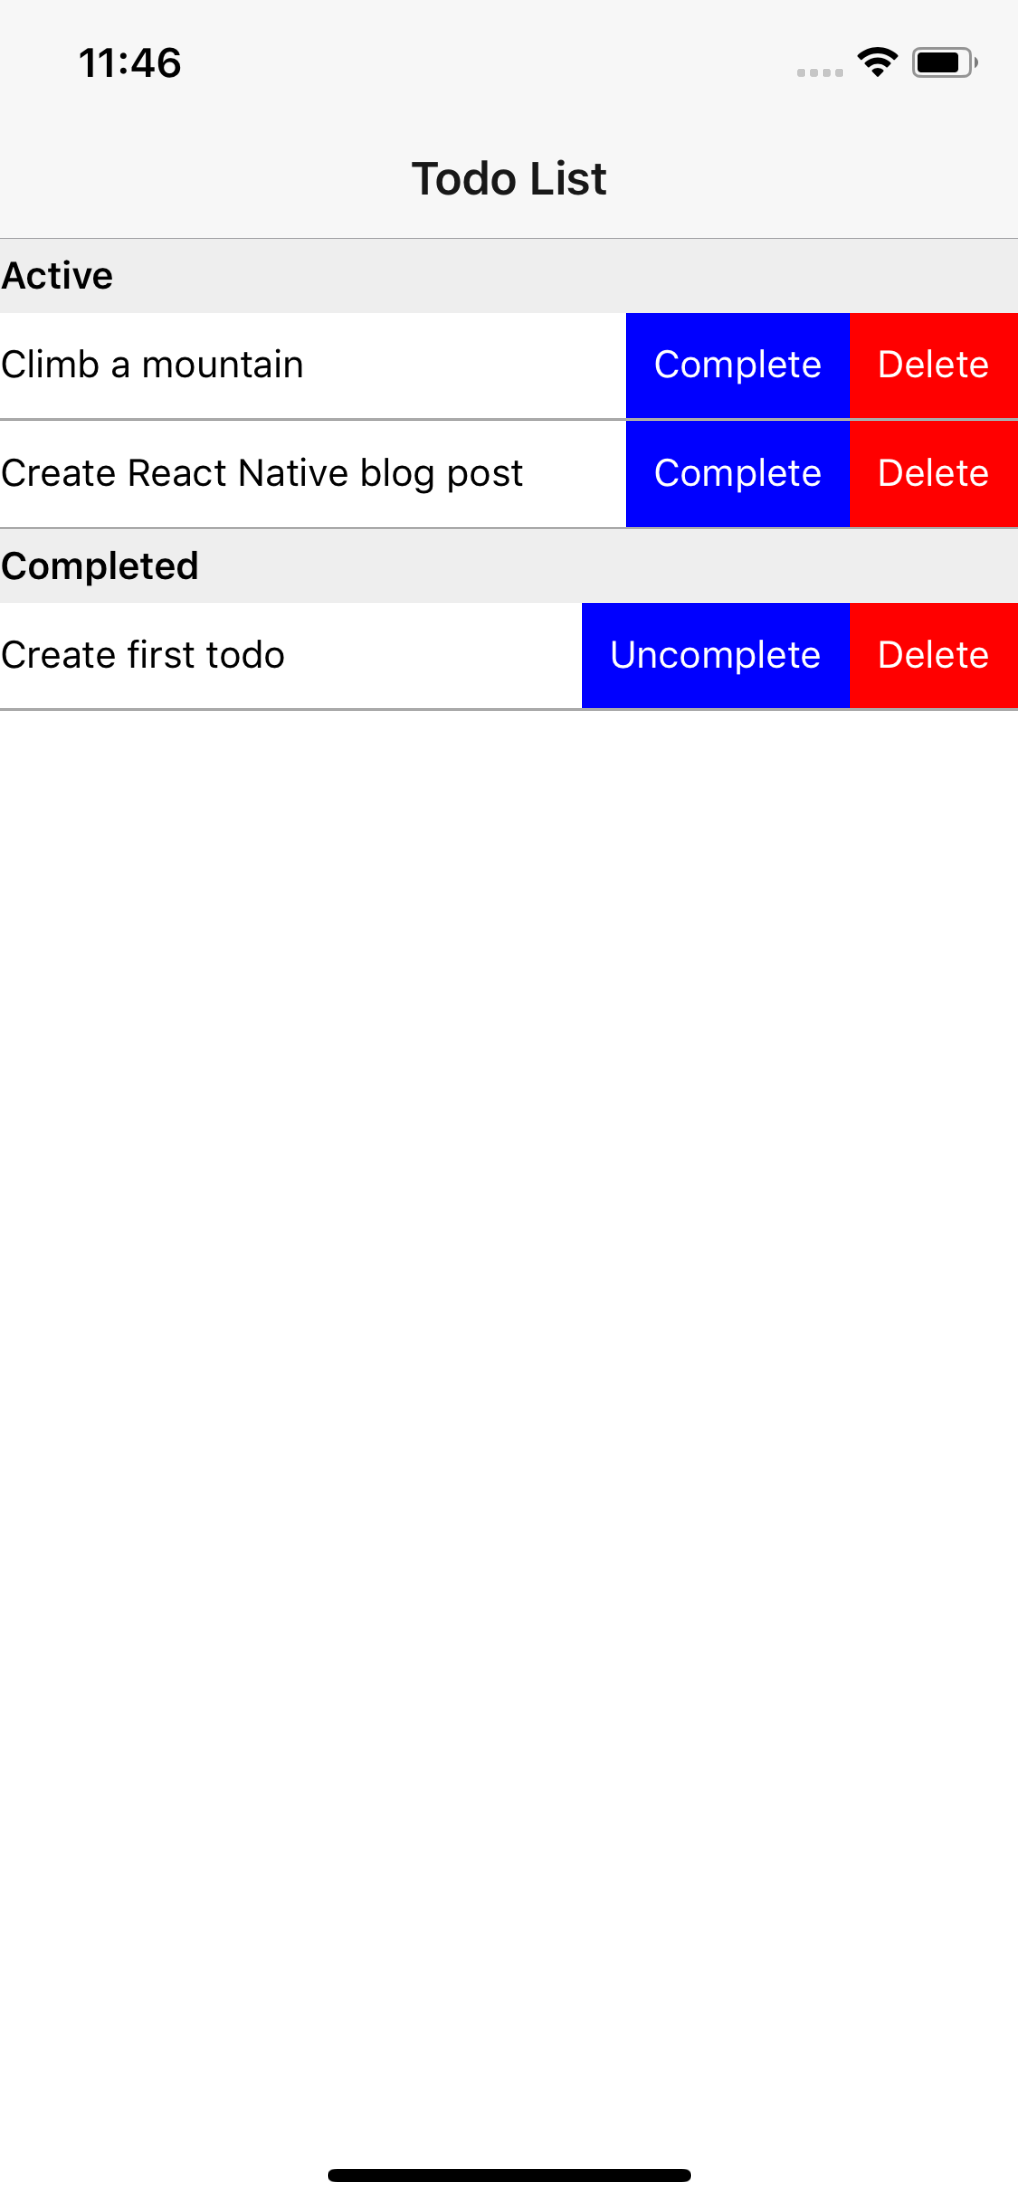 11:46
Todo List
Active
Climb a mountain Complete Delete
Create React Native blog post Complete Delete
Completed
Create first todo Uncomplete Delete